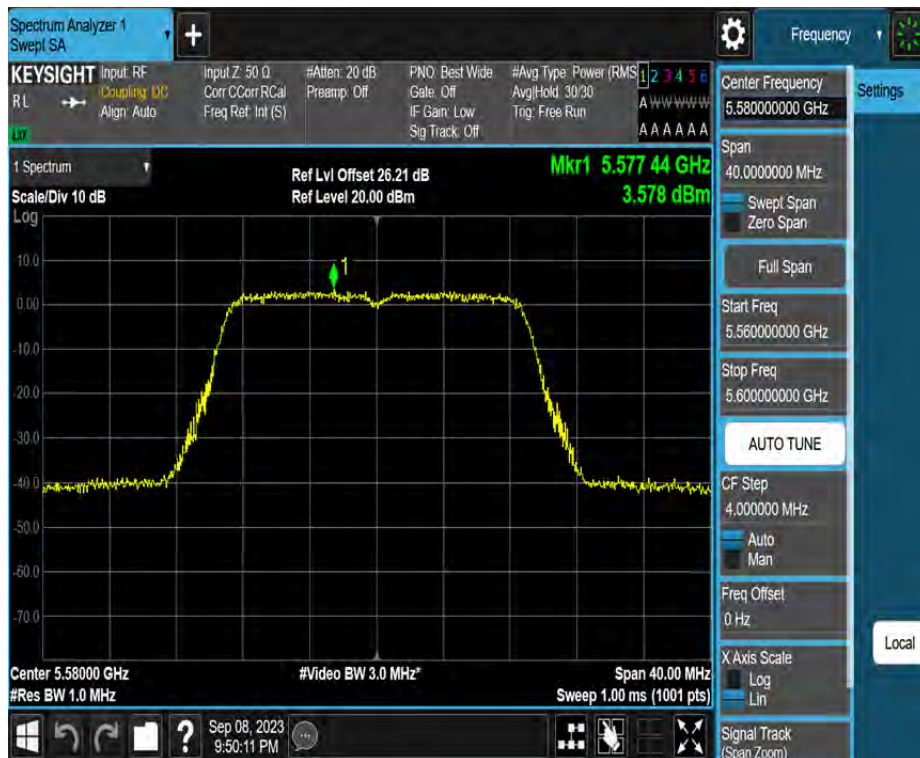 Spectrum Analyzer 1
Swept SA
+
Frequency
KEYSIGHT
RL
LXI
Input: RF
Coupling: DC
Align: Auto
Input Z: 50 Ω
Corr CCorr RCal
Freq Ref: Int (S)
#Atten: 20 dB
Preamp: Off
PNO: Best Wide
Gate: Off
IF Gain: Low
Sig Track: Off
#Avg Type: Power (RMS
Avg|Hold: 30/30
Trig: Free Run
1 2 3 4 5 6
A W W W W W
A A A A A A
1 Spectrum
Scale/Div 10 dB
Log
Ref Lvl Offset 26.21 dB
Ref Level 20.00 dBm
Mkr1 5.577 44 GHz
3.578 dBm
1
10.0
0.00
-10.0
-20.0
-30.0
-40.0
-50.0
-60.0
-70.0
Center 5.58000 GHz
#Res BW 1.0 MHz
#Video BW 3.0 MHz*
Span 40.00 MHz
Sweep 1.00 ms (1001 pts)
Sep 08, 2023
9:50:11 PM
?
Center Frequency
5.580000000 GHz
Span
40.0000000 MHz
Swept Span
Zero Span
Full Span
Start Freq
5.560000000 GHz
Stop Freq
5.600000000 GHz
AUTO TUNE
CF Step
4.000000 MHz
Auto
Man
Freq Offset
0 Hz
X Axis Scale
Log
Lin
Signal Track
(Span Zoom)
Settings
Local